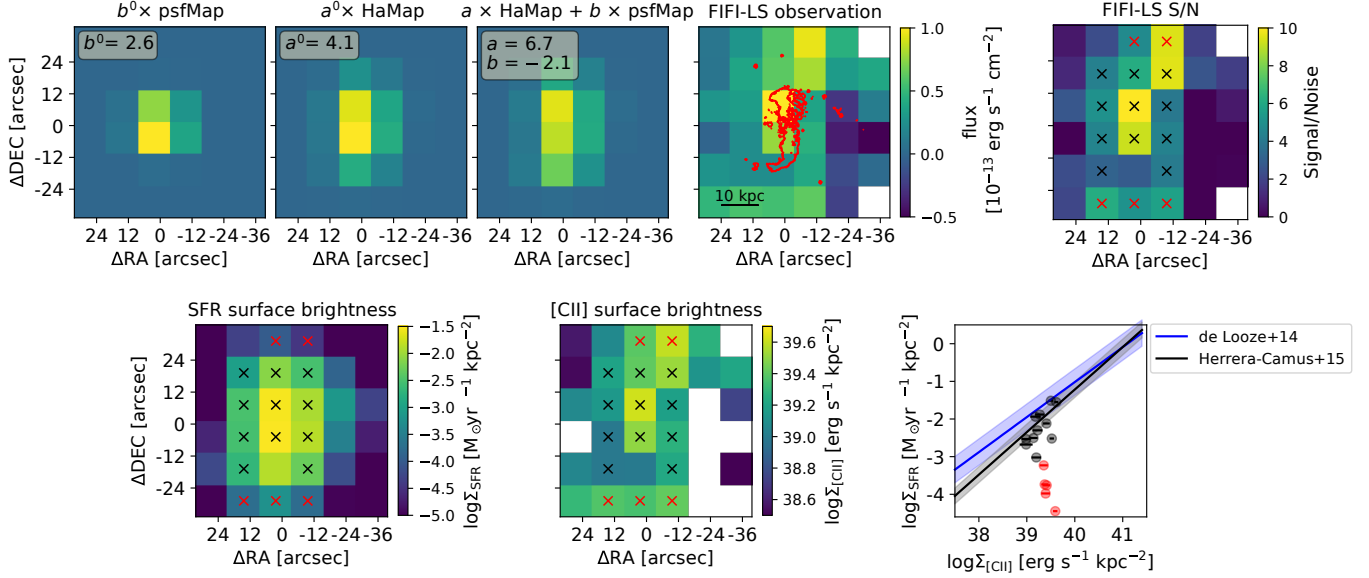 b⁰ × psfMap
a⁰ × HaMap
a × HaMap + b × psfMap
FIFI-LS observation
FIFI-LS S/N
b⁰= 2.6
a⁰= 4.1
a = 6.7
b = −2.1
10 kpc
ΔDEC [arcsec]
24
12
0
-12
-24
24 12 0 -12 -24 -36
24 12 0 -12 -24 -36
24 12 0 -12 -24 -36
24 12 0 -12 -24 -36
24 12 0 -12 -24 -36
ΔRA [arcsec]
ΔRA [arcsec]
ΔRA [arcsec]
ΔRA [arcsec]
ΔRA [arcsec]
1.0
0.5
0.0
−0.5
flux
[10⁻¹³ erg s⁻¹ cm⁻²]
10
8
6
4
2
0
Signal/Noise
SFR surface brightness
[CII] surface brightness
ΔDEC [arcsec]
24
12
0
-12
-24
24 12 0 -12 -24 -36
ΔRA [arcsec]
−1.5
−2.0
−2.5
−3.0
−3.5
−4.0
−4.5
−5.0
logΣSFR [M⊙yr⁻¹ kpc⁻²]
24 12 0 -12 -24 -36
ΔRA [arcsec]
39.6
39.4
39.2
39.0
38.8
38.6
logΣ[CII] [erg s⁻¹ kpc⁻²]
logΣSFR [M⊙yr⁻¹ kpc⁻²]
0
−1
−2
−3
−4
38 39 40 41
logΣ[CII] [erg s⁻¹ kpc⁻²]
de Looze+14
Herrera-Camus+15